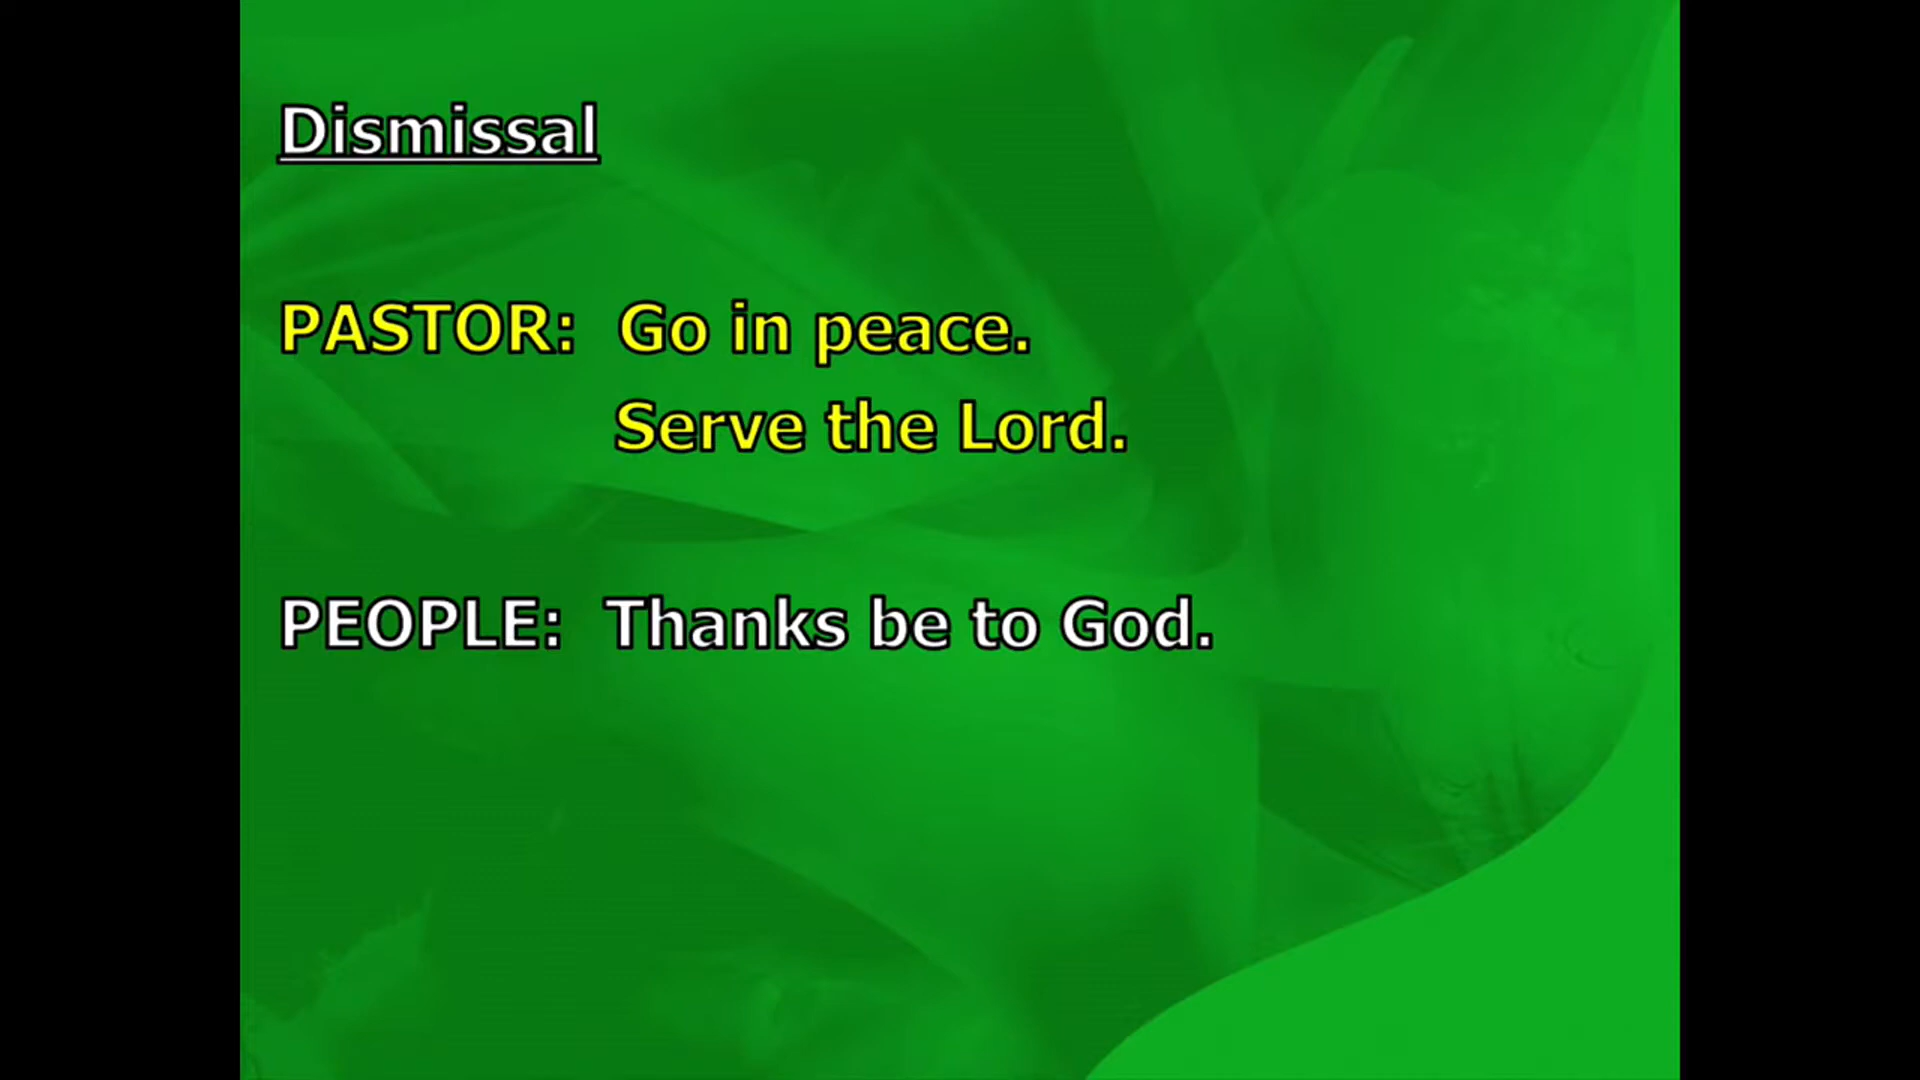 Dismissal
PASTOR: Go in peace.
Serve the Lord.
PEOPLE: Thanks be to God.